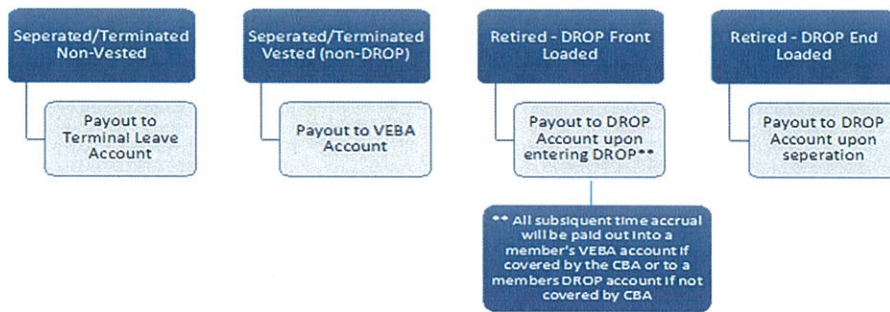 Seperated/Terminated
Non-Vested
Payout to
Terminal Leave
Account
Seperated/Terminated
Vested (non-DROP)
Payout to VEBA
Account
Retired - DROP Front
Loaded
Payout to DROP
Account upon
entering DROP**
** All subsiquent time accrual
will be paid out into a
member's VEBA account if
covered by the CBA or to a
members DROP account if not
covered by CBA
Retired - DROP End
Loaded
Payout to DROP
Account upon
seperation